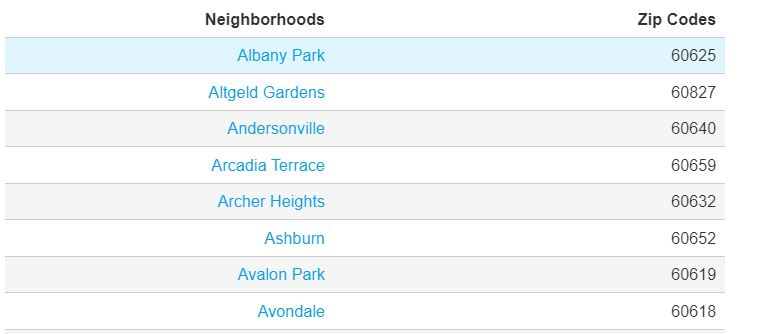 Neighborhoods Zip Codes
Albany Park 60625
Altgeld Gardens 60827
Andersonville 60640
Arcadia Terrace 60659
Archer Heights 60632
Ashburn 60652
Avalon Park 60619
Avondale 60618